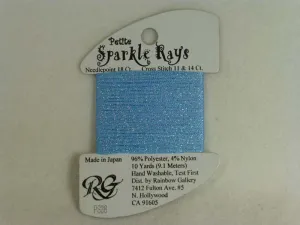 Petite
Sparkle Rays
Needlepoint 18 Ct. Cross Stitch 11 & 14 Ct.
Made in Japan
96% Polyester, 4% Nylon
10 Yards (9.1 Meters)
Hand Washable, Test First
Dist. by Rainbow Gallery
7412 Fulton Ave. #5
N. Hollywood
CA 91605
RG